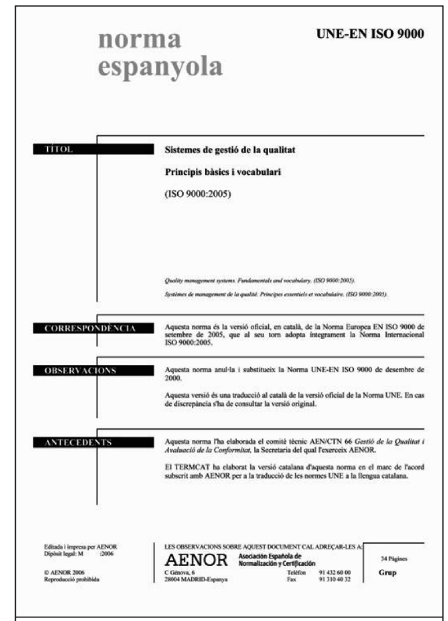 norma
espanyola
UNE-EN ISO 9000
TÍTOL
Sistemes de gestió de la qualitat
Principis bàsics i vocabulari
(ISO 9000:2005)
Quality management systems. Fundamentals and vocabulary. (ISO 9000:2005).
Systèmes de management de la qualité. Principes essentiels et vocabulaire. (ISO 9000:2005).
CORRESPONDÈNCIA
Aquesta norma és la versió oficial, en català, de la Norma Europea EN ISO 9000 de
setembre de 2005, que al seu torn adopta íntegrament la Norma Internacional
ISO 9000:2005.
OBSERVACIONS
Aquesta norma anul·la i substitueix la Norma UNE-EN ISO 9000 de desembre de
2000.
Aquesta versió és una traducció al català de la versió oficial de la Norma UNE. En cas
de discrepància s'ha de consultar la versió original.
ANTECEDENTS
Aquesta norma l'ha elaborada el comitè tècnic AEN/CTN 66 Gestió de la Qualitat i
Avaluació de la Conformitat, la Secretaria del qual l'exerceix AENOR.
El TERMCAT ha elaborat la versió catalana d'aquesta norma en el marc de l'acord
subscrit amb AENOR per a la traducció de les normes UNE a la llengua catalana.
Editada i impresa per AENOR
Dipòsit legal: M :2006
© AENOR 2006
Reproducció prohibida
LES OBSERVACIONS SOBRE AQUEST DOCUMENT CAL ADREÇAR-LES A:
AENOR Asociación Española de
Normalización y Certificación
C Génova, 6 Telèfon 91 432 60 00
28004 MADRID-Espanya Fax 91 310 40 32
34 Pàgines
Grup